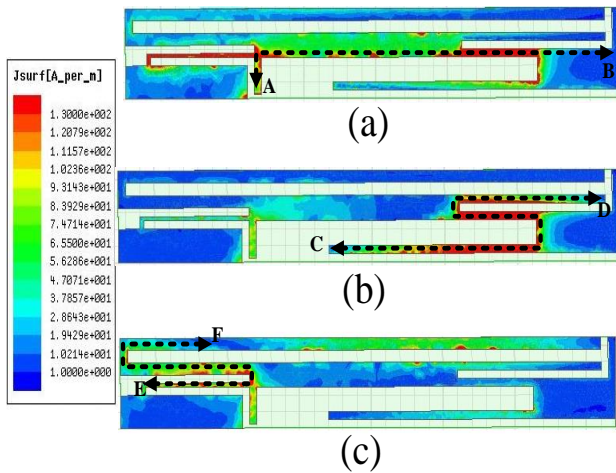 Jsurf[A_per_m]
1.3000e+002
1.2079e+002
1.1157e+002
1.0236e+002
9.3143e+001
8.3929e+001
7.4714e+001
6.5500e+001
5.6286e+001
4.7071e+001
3.7857e+001
2.8643e+001
1.9429e+001
1.0214e+001
1.0000e+000
A
B
(a)
C
D
(b)
F
E
(c)